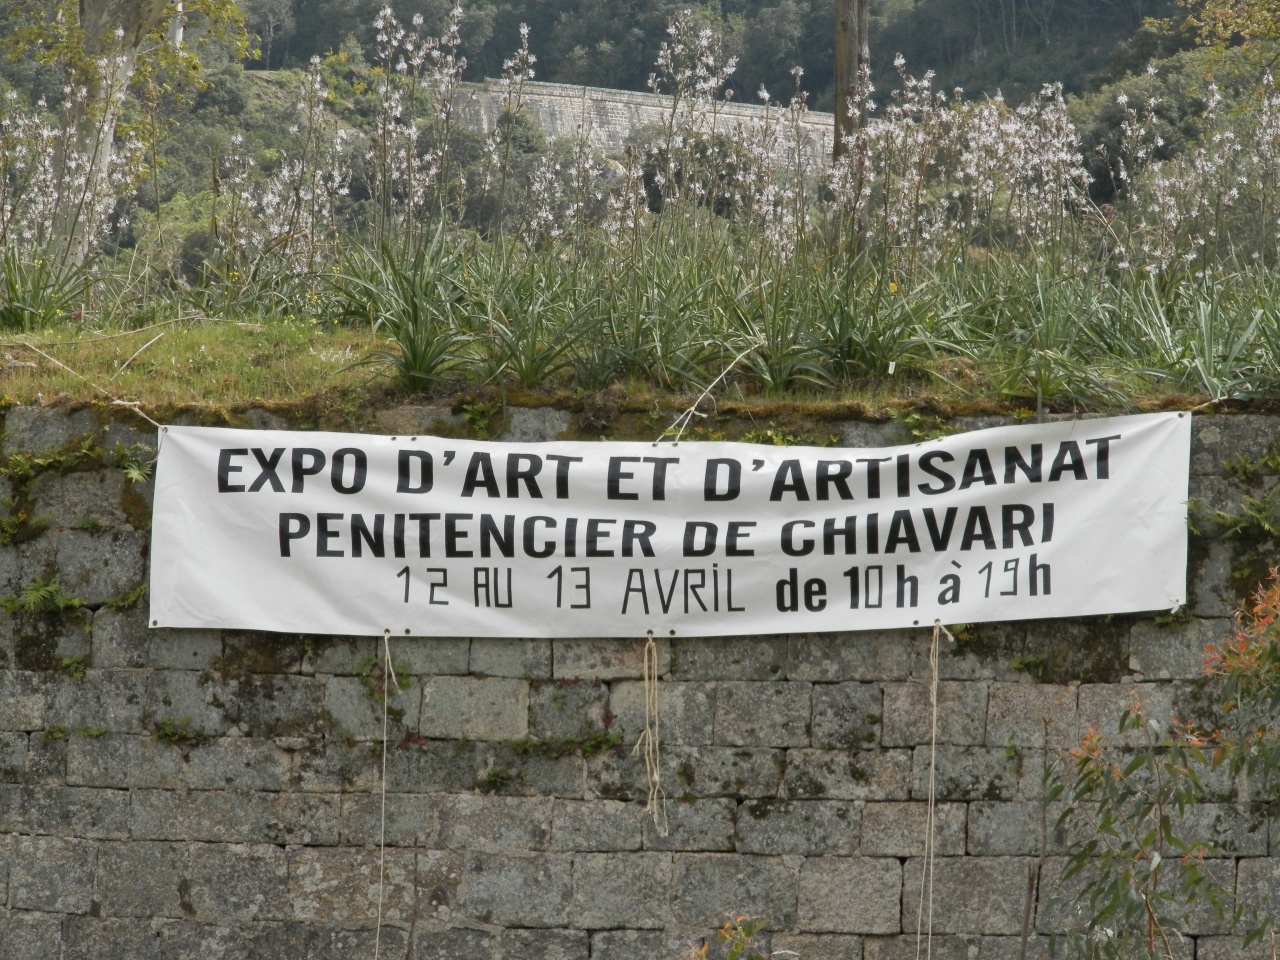 EXPO D'ART ET D'ARTISANAT
PENITENCIER DE CHIAVARI
12 AU 13 AVRiL de 10h à 19h